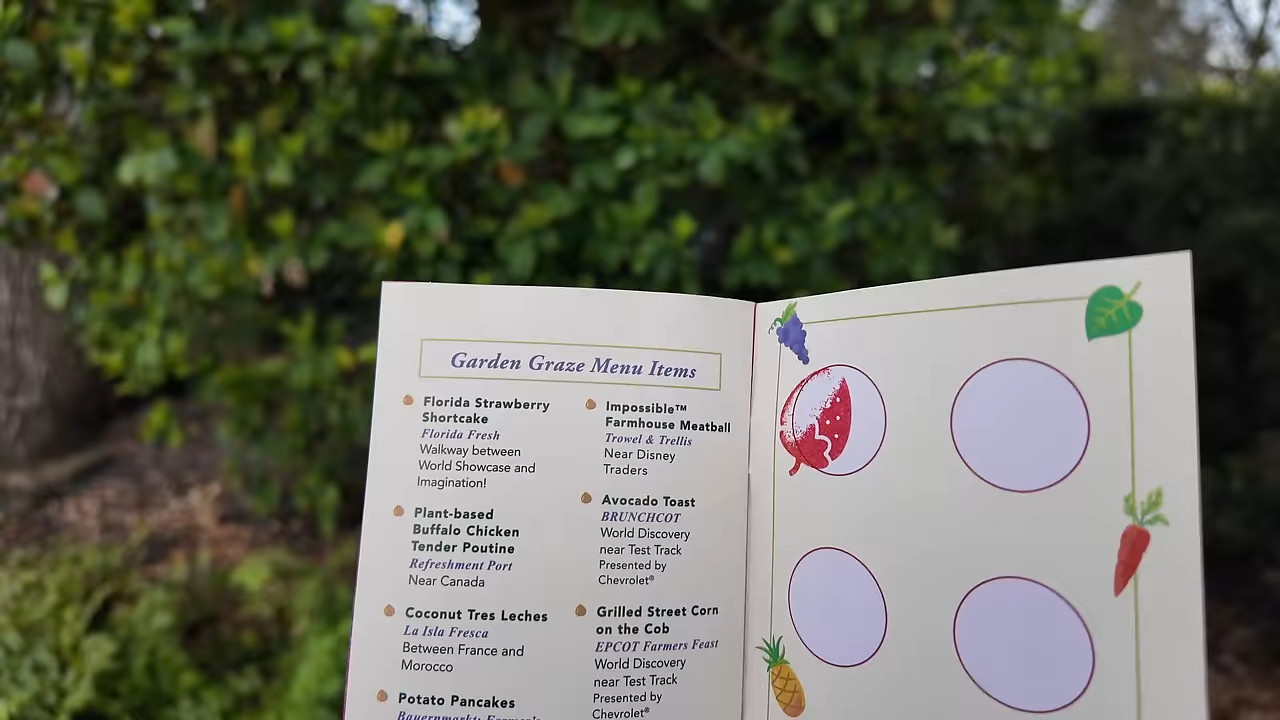 Garden Graze Menu Items
Florida Strawberry
Shortcake
Florida Fresh
Walkway between
World Showcase and
Imagination!
Plant-based
Buffalo Chicken
Tender Poutine
Refreshment Port
Near Canada
Coconut Tres Leches
La Isla Fresca
Between France and
Morocco
Potato Pancakes
Bauernmarkt: Farmer's
Impossible™
Farmhouse Meatball
Trowel & Trellis
Near Disney
Traders
Avocado Toast
BRUNCHCOT
World Discovery
near Test Track
Presented by
Chevrolet®
Grilled Street Corn
on the Cob
EPCOT Farmers Feast
World Discovery
near Test Track
Presented by
Chevrolet®